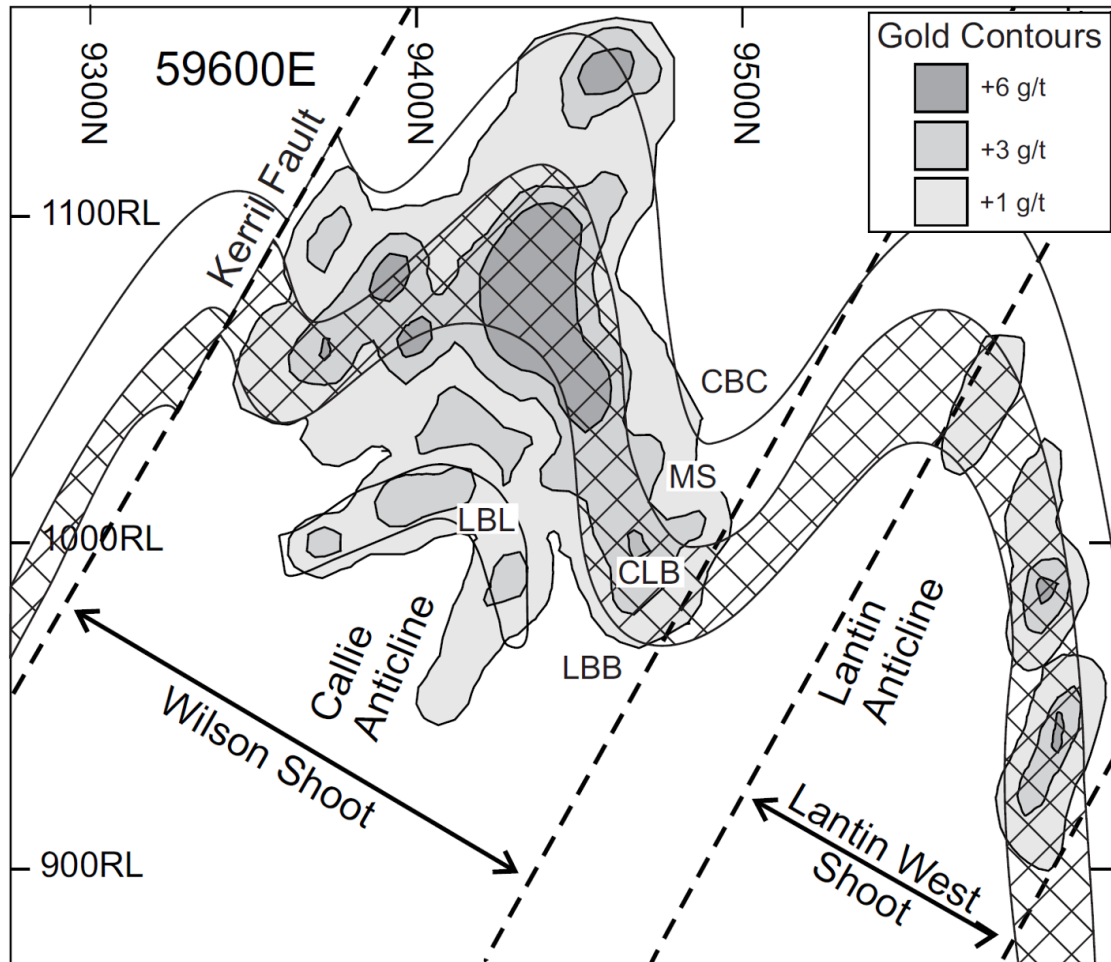 9300N
59600E
9400N
9500N
Gold Contours
+6 g/t
+3 g/t
+1 g/t
Kerril Fault
1100RL
CBC
MS
LBL
1000RL
CLB
LBB
Callie
Anticline
Lantin
Anticline
Wilson Shoot
Lantin West
Shoot
900RL